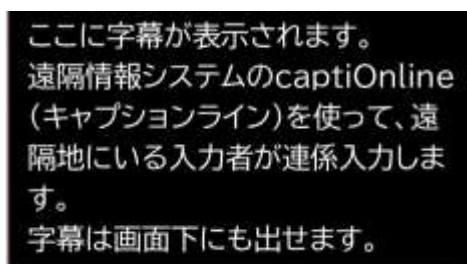 ここに字幕が表示されます。
遠隔情報システムのcaptiOnline
（キャプションライン）を使って、遠
隔地にいる入力者が連係入力しま
す。
字幕は画面下にも出せます。